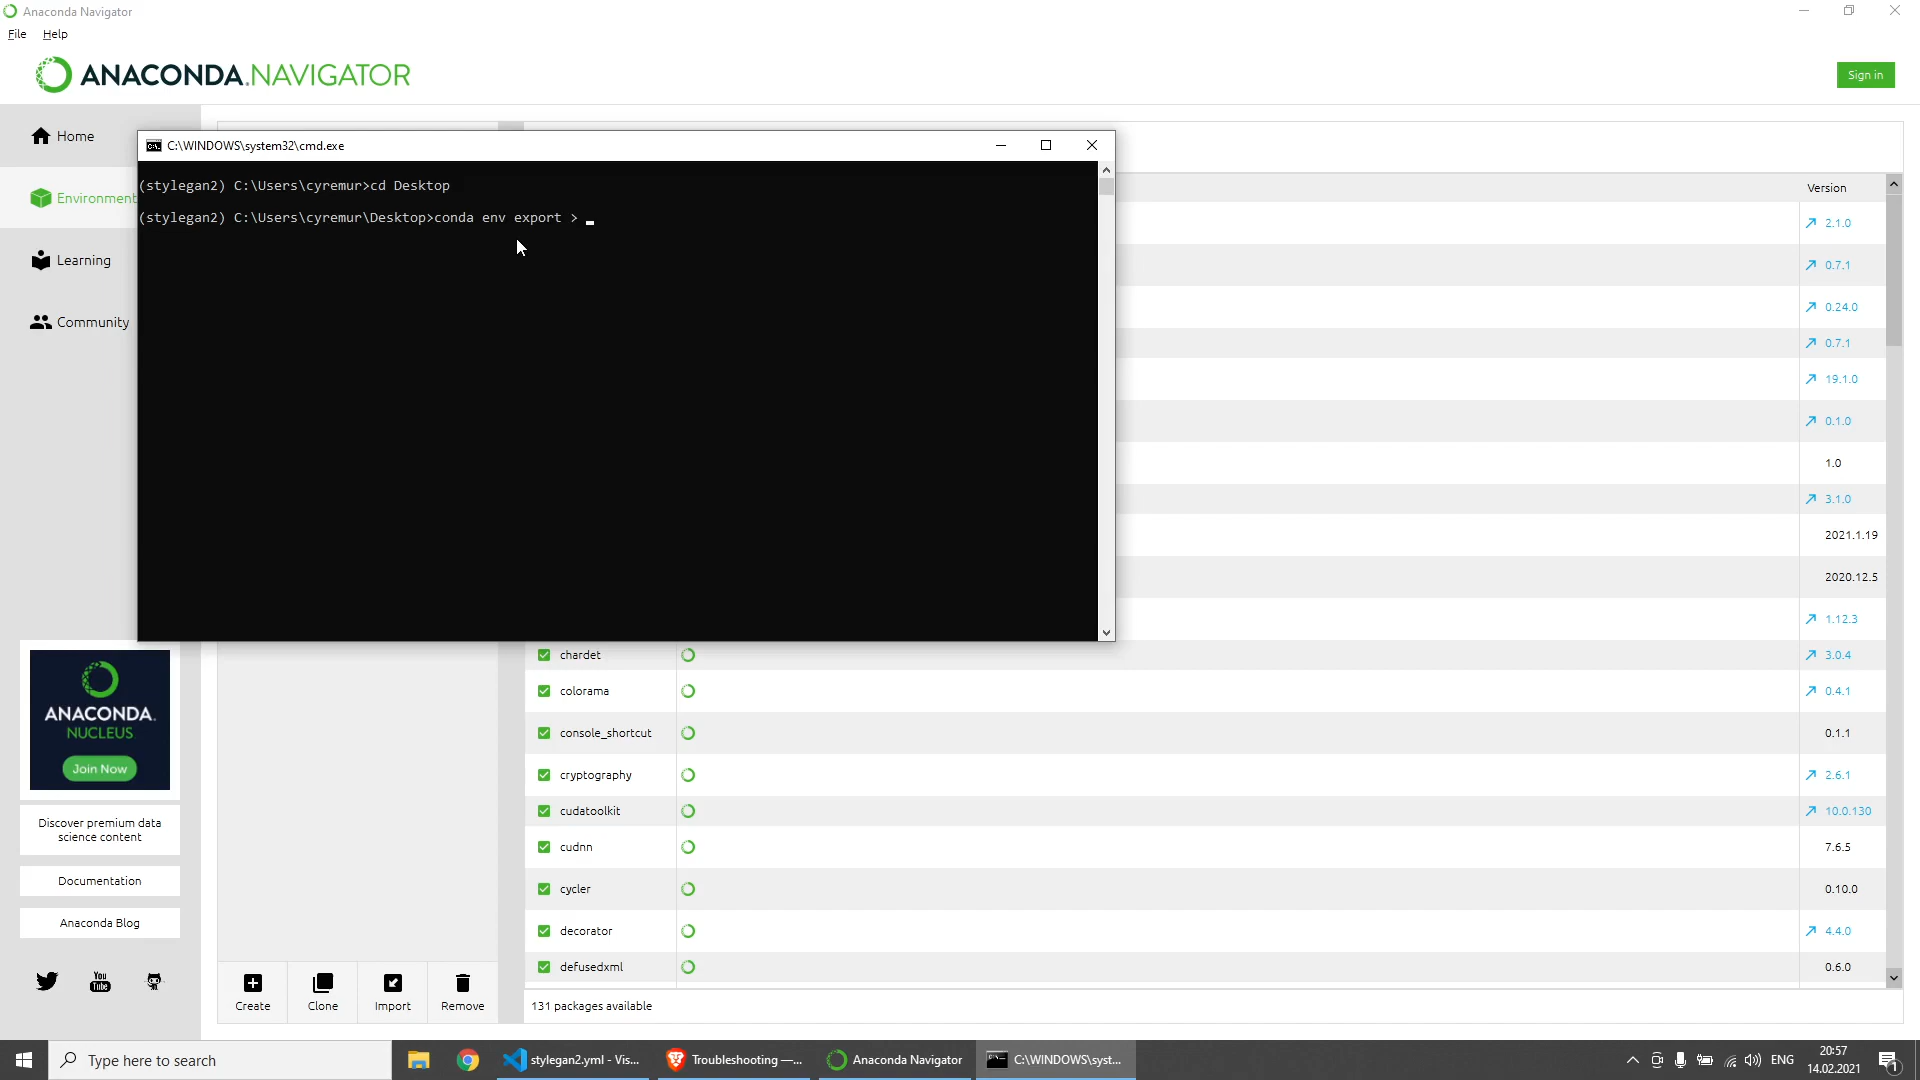 Anaconda Navigator
File Help
ANACONDA.NAVIGATOR
Sign in
Home
Environment
Learning
Community
C:\WINDOWS\system32\cmd.exe
(stylegan2) C:\Users\cyremur>cd Desktop
(stylegan2) C:\Users\cyremur\Desktop>conda env export > _
Version
2.1.0
0.7.1
0.24.0
0.7.1
19.1.0
0.1.0
1.0
3.1.0
2021.1.19
2020.12.5
1.12.3
chardet 3.0.4
colorama 0.4.1
console_shortcut 0.1.1
cryptography 2.6.1
cudatoolkit 10.0.130
cudnn 7.6.5
cycler 0.10.0
decorator 4.4.0
defusedxml 0.6.0
131 packages available
ANACONDA.
NUCLEUS
Join Now
Discover premium data
science content
Documentation
Anaconda Blog
You
Tube
Create Clone Import Remove
Type here to search
stylegan2.yml - Vis...
Troubleshooting —...
Anaconda Navigator
C:\WINDOWS\syst...
ENG
20:57
14.02.2021
1